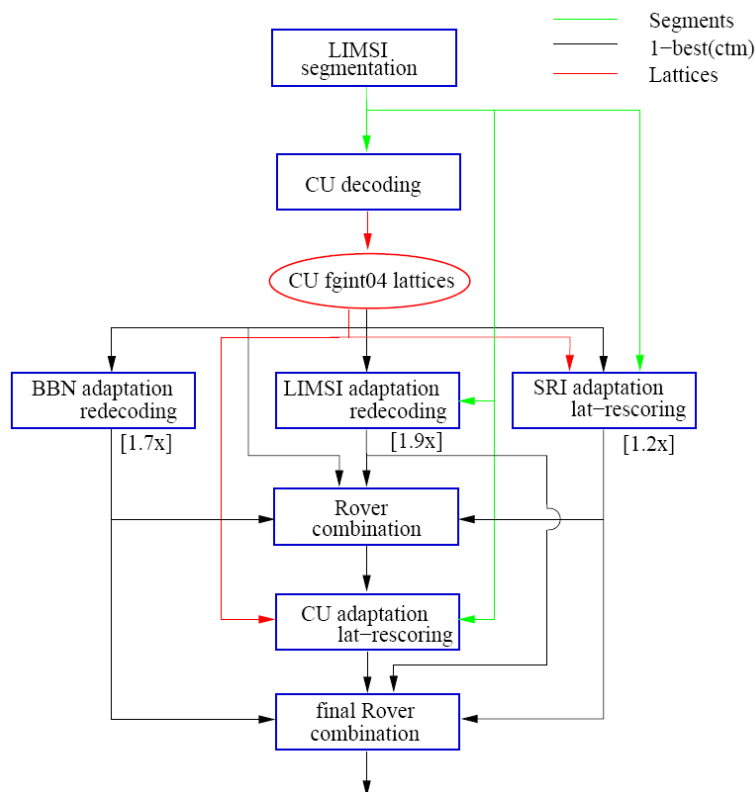 Segments
1−best(ctm)
Lattices
LIMSI
segmentation
CU decoding
CU fgint04 lattices
BBN adaptation
redecoding
[1.7x]
LIMSI adaptation
redecoding
[1.9x]
SRI adaptation
lat−rescoring
[1.2x]
Rover
combination
CU adaptation
lat−rescoring
final Rover
combination